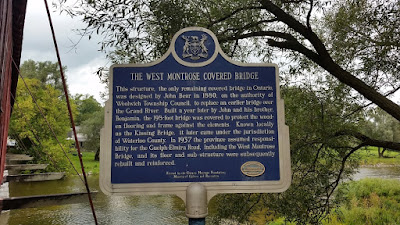 THE WEST MONTROSE COVERED BRIDGE
This structure, the only remaining covered bridge in Ontario,
was designed by John Bear in 1880, on the authority of
Woolwich Township Council, to replace an earlier bridge over
the Grand River. Built a year later by John and his brother,
Benjamin, the 198-foot bridge was covered to protect the wood-
en flooring and frame against the elements. Known locally
as the Kissing Bridge, it later came under the jurisdiction
of Waterloo County. In 1937 the province assumed responsi-
bility for the Guelph-Elmira Road, including the West Montrose
Bridge, and its floor and sub-structure were subsequently
rebuilt and reinforced.
Erected by the Ontario Heritage Foundation,
Ministry of Culture and Recreation